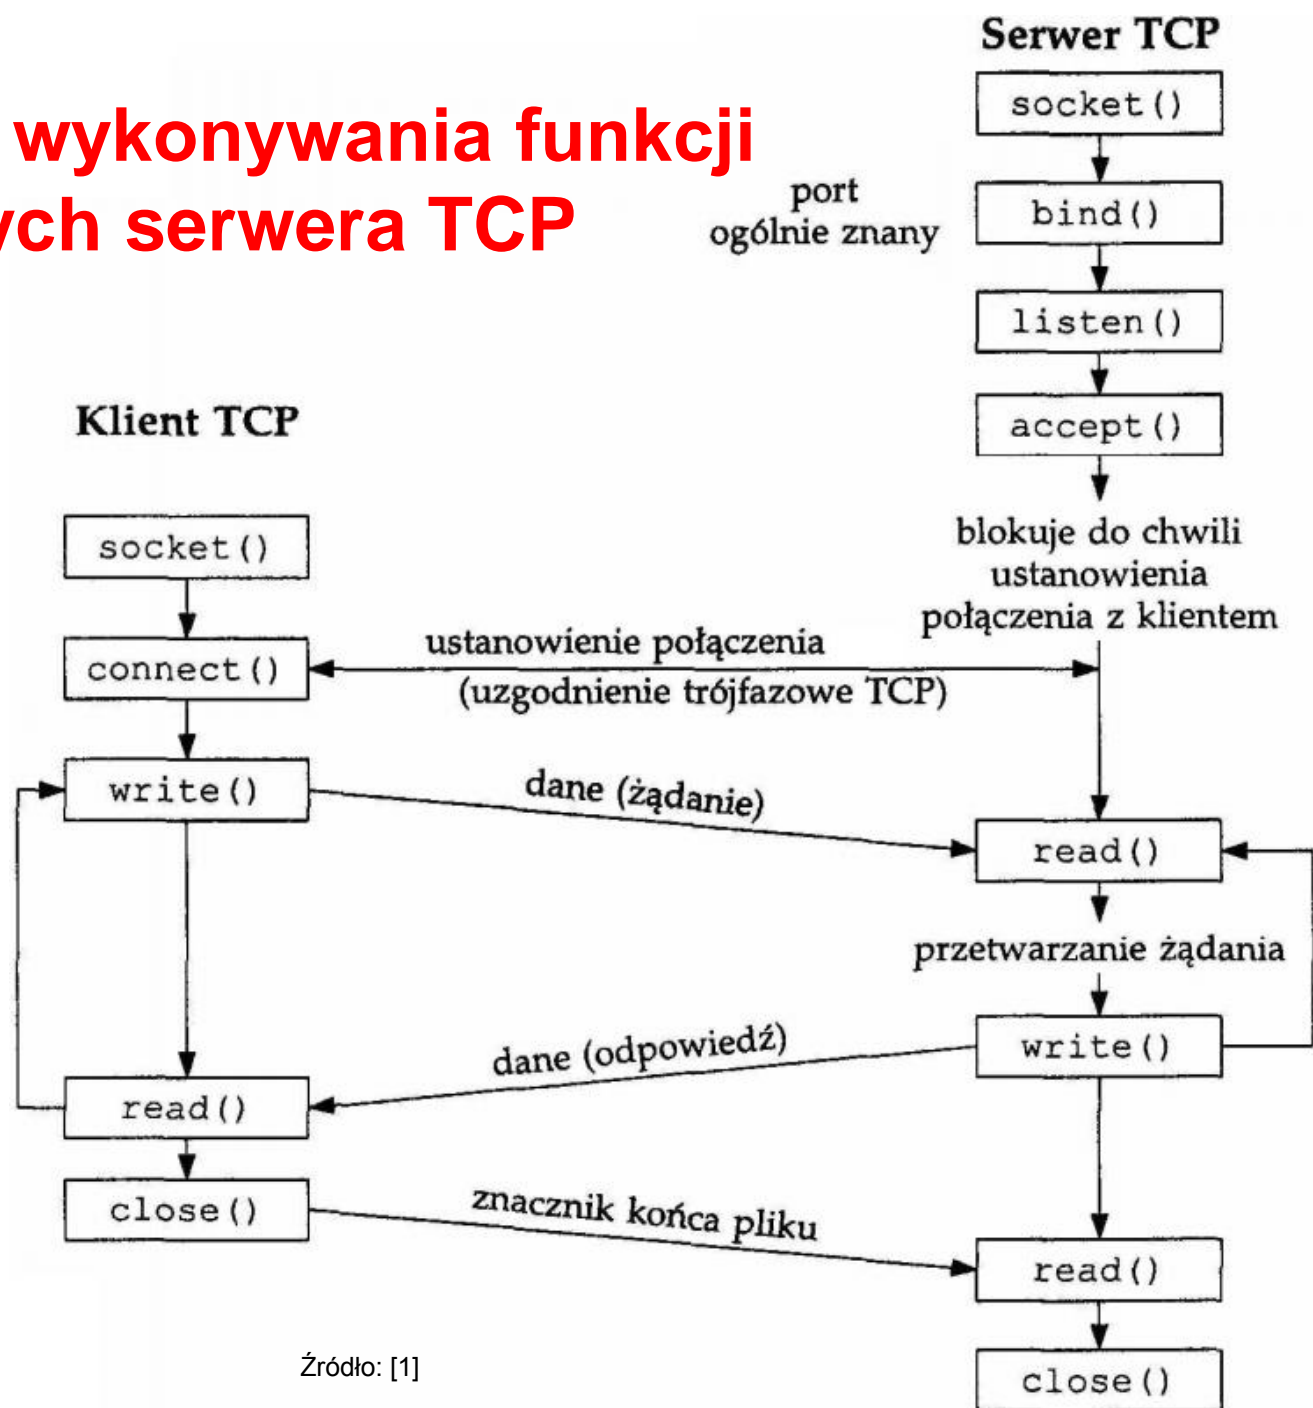 Serwer TCP
socket()
wykonywania funkcji
ych serwera TCP
port
ogólnie znany
bind()
listen()
accept()
Klient TCP
blokuje do chwili
ustanowienia
połączenia z klientem
socket()
connect()
ustanowienie połączenia
(uzgodnienie trójfazowe TCP)
write()
dane (żądanie)
read()
przetwarzanie żądania
write()
dane (odpowiedź)
read()
close()
znacznik końca pliku
read()
close()
Źródło: [1]